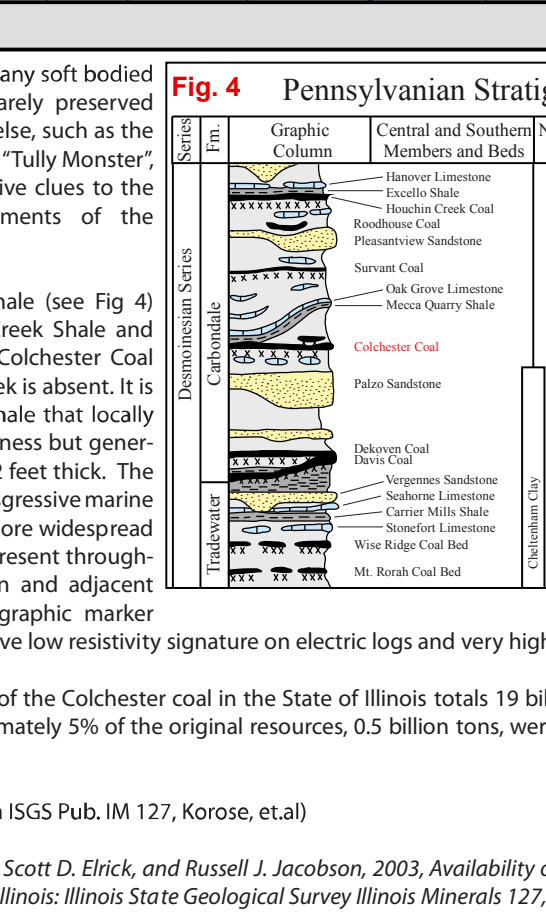 any soft bodied
arely preserved
else, such as the
“Tully Monster”,
ive clues to the
ments of the
hale (see Fig 4)
Creek Shale and
Colchester Coal
ek is absent. It is
hale that locally
ness but gener-
2 feet thick. The
sgressive marine
ore widespread
resent through-
n and adjacent
graphic marker
ve low resistivity signature on electric logs and very high
of the Colchester coal in the State of Illinois totals 19 bil
imately 5% of the original resources, 0.5 billion tons, wer
n ISGS Pub. IM 127, Korose, et.al)
Scott D. Elrick, and Russell J. Jacobson, 2003, Availability o
Illinois: Illinois State Geological Survey Illinois Minerals 127,
Fig. 4
Pennsylvanian Stratig
Series
Fm.
Graphic
Column
Central and Southern
Members and Beds
N
Desmoinesian Series
Carbondale
Tradewater
Hanover Limestone
Excello Shale
Houchin Creek Coal
Roodhouse Coal
Pleasantview Sandstone
Survant Coal
Oak Grove Limestone
Mecca Quarry Shale
Colchester Coal
Palzo Sandstone
Dekoven Coal
Davis Coal
Vergennes Sandstone
Seahorne Limestone
Carrier Mills Shale
Stonefort Limestone
Wise Ridge Coal Bed
Mt. Rorah Coal Bed
Cheltenham Clay